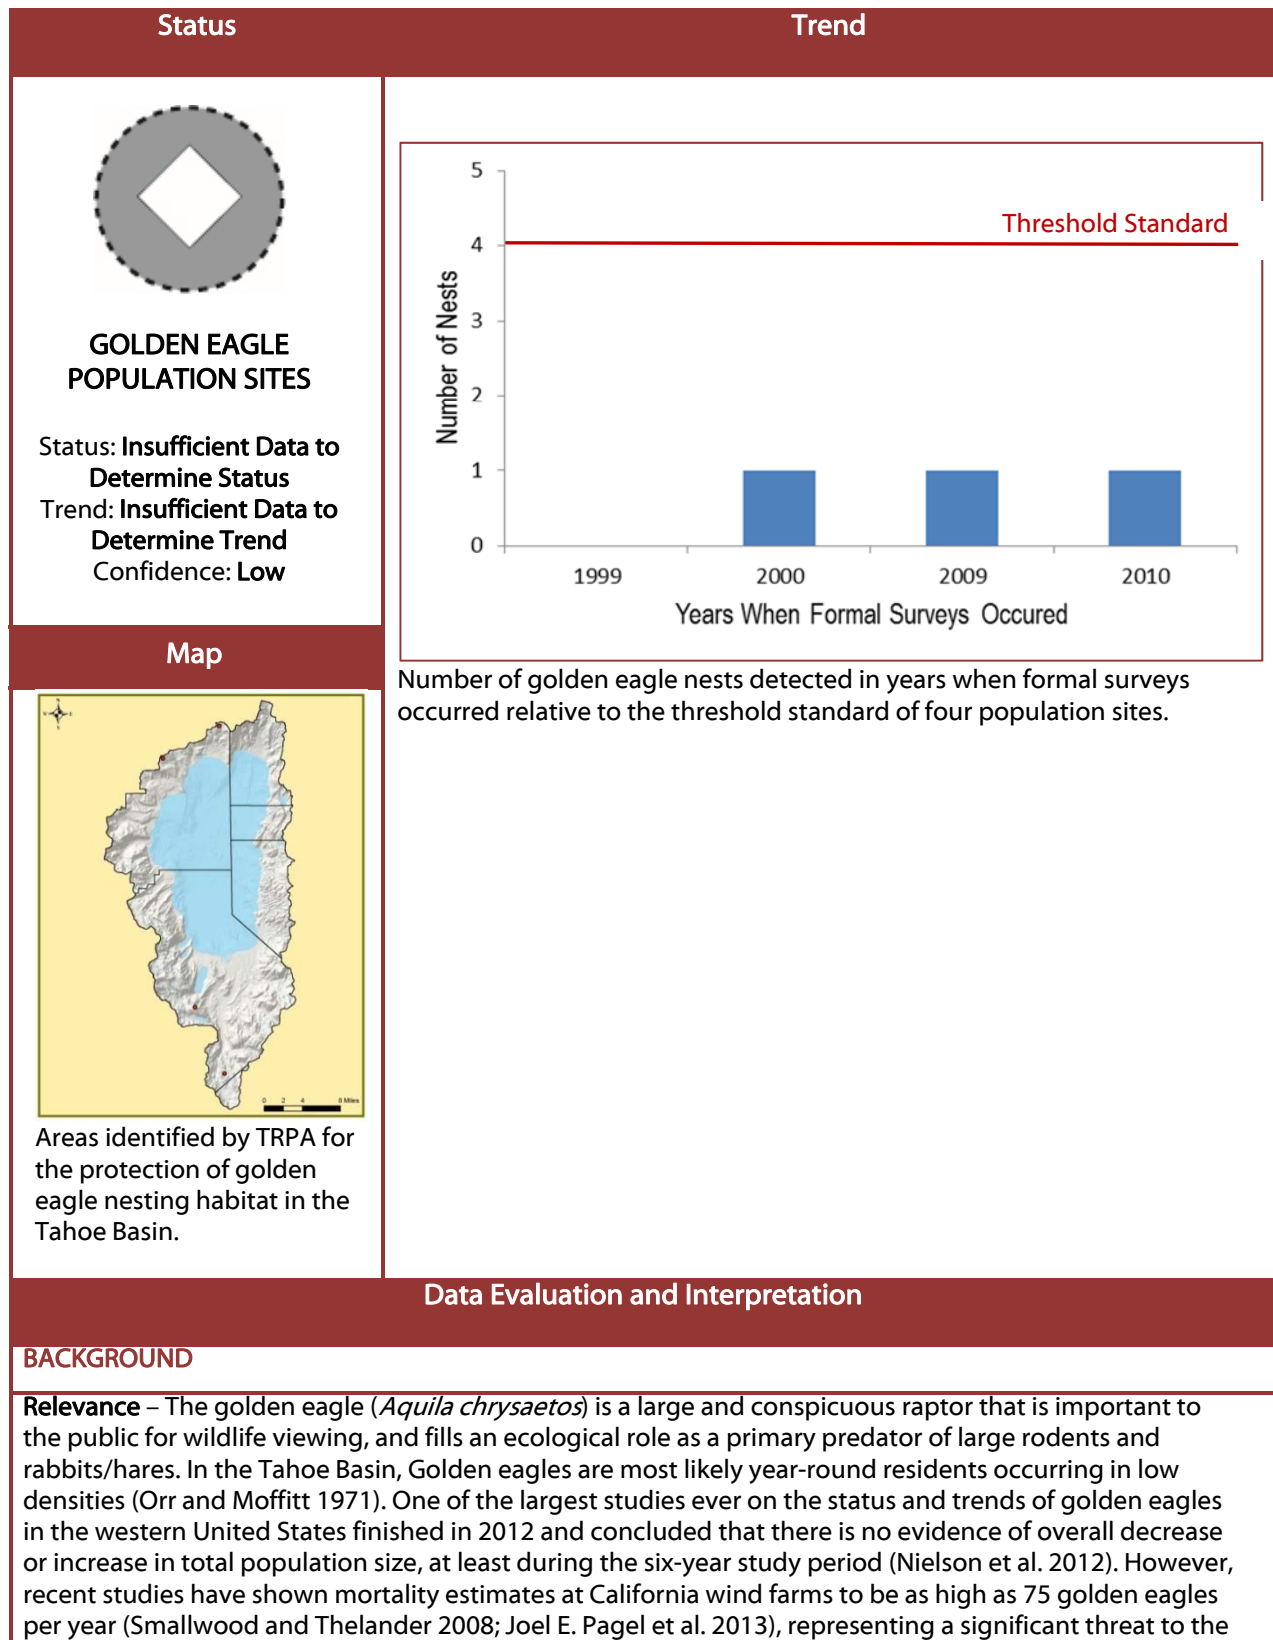 Status
Trend
GOLDEN EAGLE
POPULATION SITES
Status: Insufficient Data to
Determine Status
Trend: Insufficient Data to
Determine Trend
Confidence: Low
5
4
3
2
1
0
Number of Nests
Threshold Standard
1999 2000 2009 2010
Years When Formal Surveys Occured
Number of golden eagle nests detected in years when formal surveys
occurred relative to the threshold standard of four population sites.
Map
N
W E
S
0 2 4 8 Miles
Areas identified by TRPA for
the protection of golden
eagle nesting habitat in the
Tahoe Basin.
Data Evaluation and Interpretation
BACKGROUND
Relevance – The golden eagle (Aquila chrysaetos) is a large and conspicuous raptor that is important to
the public for wildlife viewing, and fills an ecological role as a primary predator of large rodents and
rabbits/hares. In the Tahoe Basin, Golden eagles are most likely year-round residents occurring in low
densities (Orr and Moffitt 1971). One of the largest studies ever on the status and trends of golden eagles
in the western United States finished in 2012 and concluded that there is no evidence of overall decrease
or increase in total population size, at least during the six-year study period (Nielson et al. 2012). However,
recent studies have shown mortality estimates at California wind farms to be as high as 75 golden eagles
per year (Smallwood and Thelander 2008; Joel E. Pagel et al. 2013), representing a significant threat to the